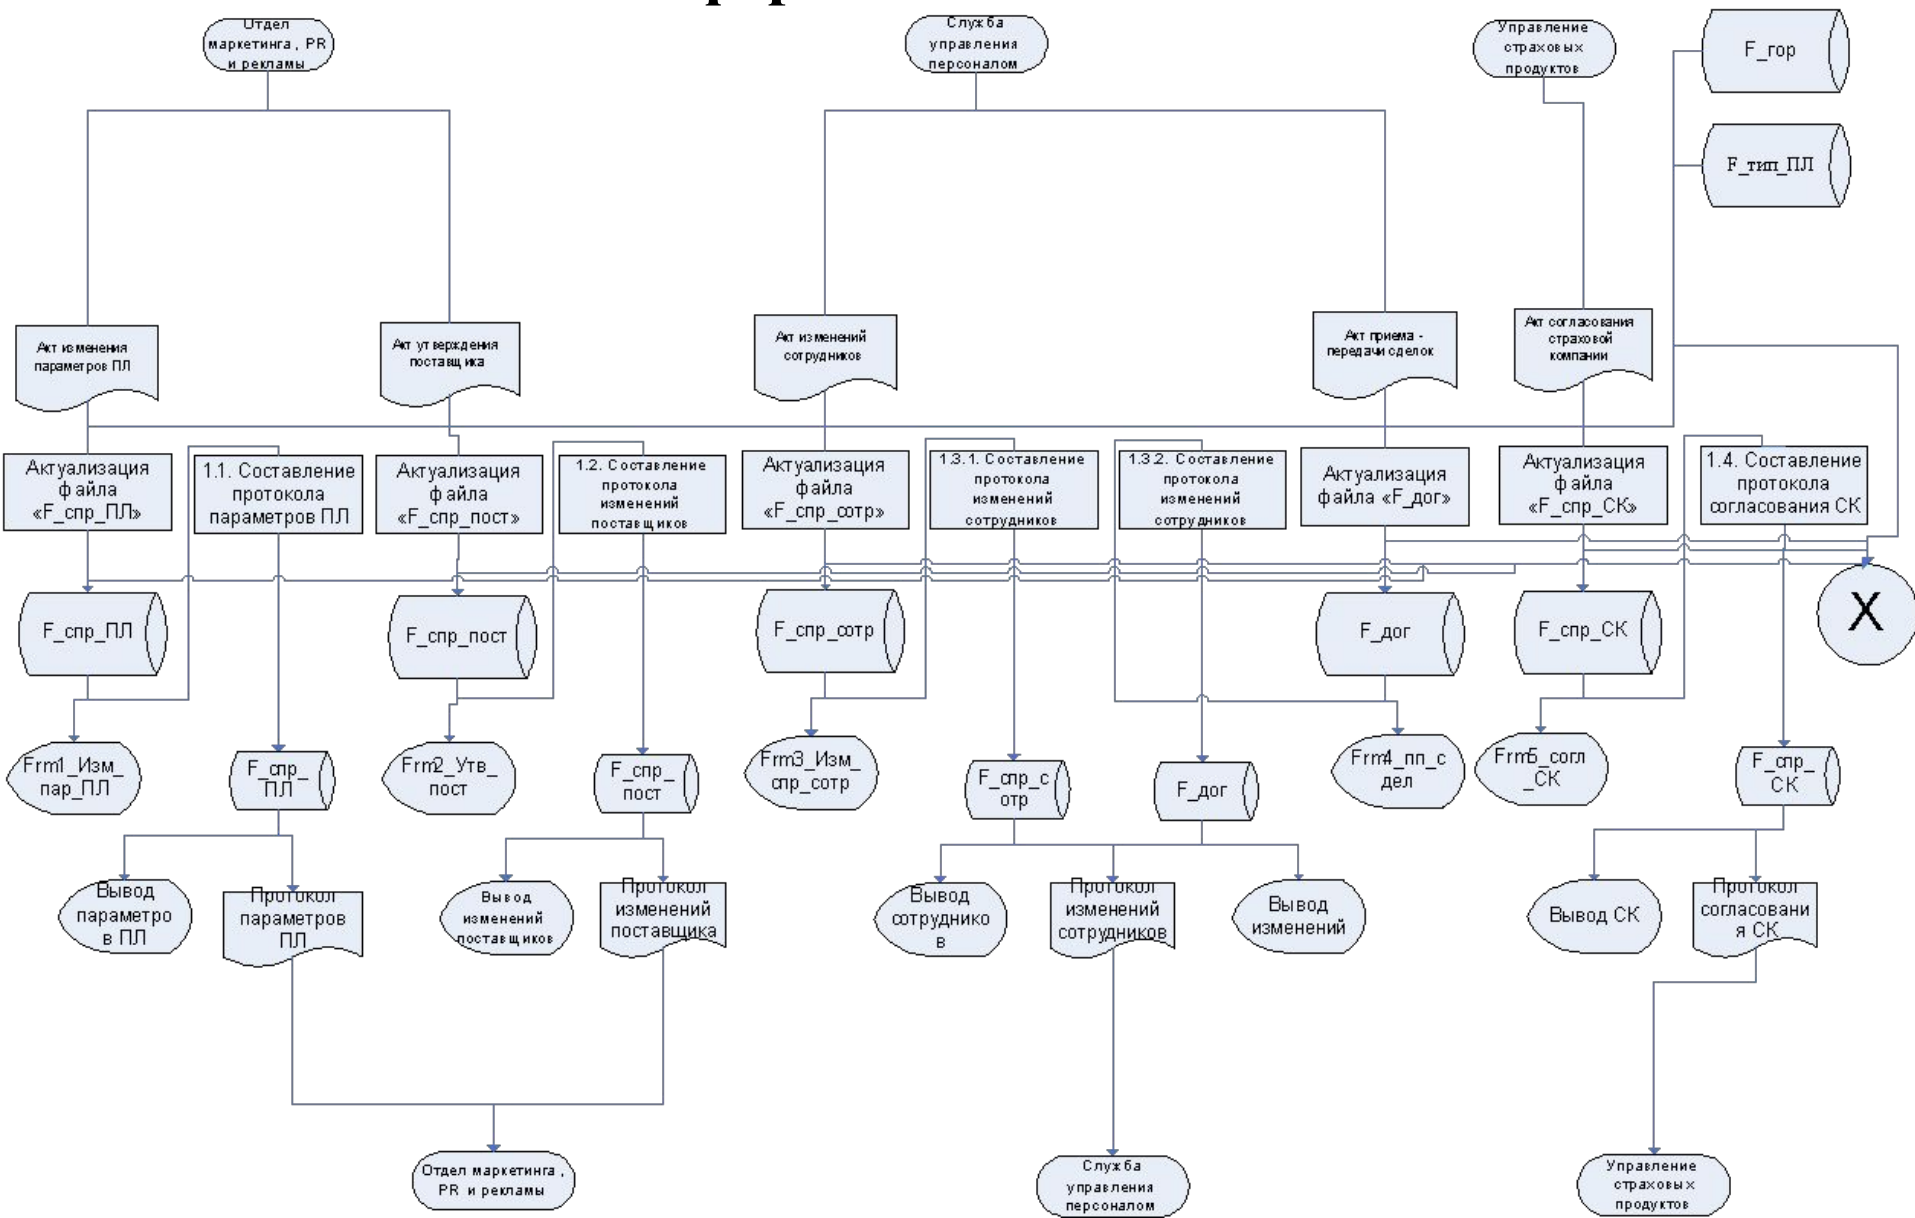 Отдел
маркетинга, PR
и рекламы
Служба
управления
персоналом
Управление
страховых
продуктов
F_гор
F_тип_ПЛ
Акт изменения
параметров ПЛ
Акт утверждения
поставщика
Акт изменений
сотрудников
Акт приема -
передачи сделок
Акт согласования
страховой
компании
Актуализация
файла
«F_спр_ПЛ»
1.1. Составление
протокола
параметров ПЛ
Актуализация
файла
«F_спр_пост»
1.2. Составление
протокола
изменений
поставщиков
Актуализация
файла
«F_спр_сотр»
1.3.1. Составление
протокола
изменений
сотрудников
1.3.2. Составление
протокола
изменений
сотрудников
Актуализация
файла «F_дог»
Актуализация
файла
«F_спр_СК»
1.4. Составление
протокола
согласования СК
F_спр_ПЛ
F_спр_пост
F_спр_сотр
F_дог
F_спр_СК
X
Frm1_Изм_
пар_ПЛ
F_спр_
ПЛ
Frm2_Утв_
пост
F_спр_
пост
Frm3_Изм_
спр_сотр
F_спр_с
отр
F_дог
Frm4_пп_с
дел
Frm5_согл
_СК
F_спр_
СК
Вывод
параметро
в ПЛ
Протокол
параметров
ПЛ
Вывод
изменений
поставщиков
Протокол
изменений
поставщика
Вывод
сотруднико
в
Протокол
изменений
сотрудников
Вывод
изменений
Вывод СК
Протокол
согласовани
я СК
Отдел маркетинга,
PR и рекламы
Служба
управления
персоналом
Управление
страховых
продуктов